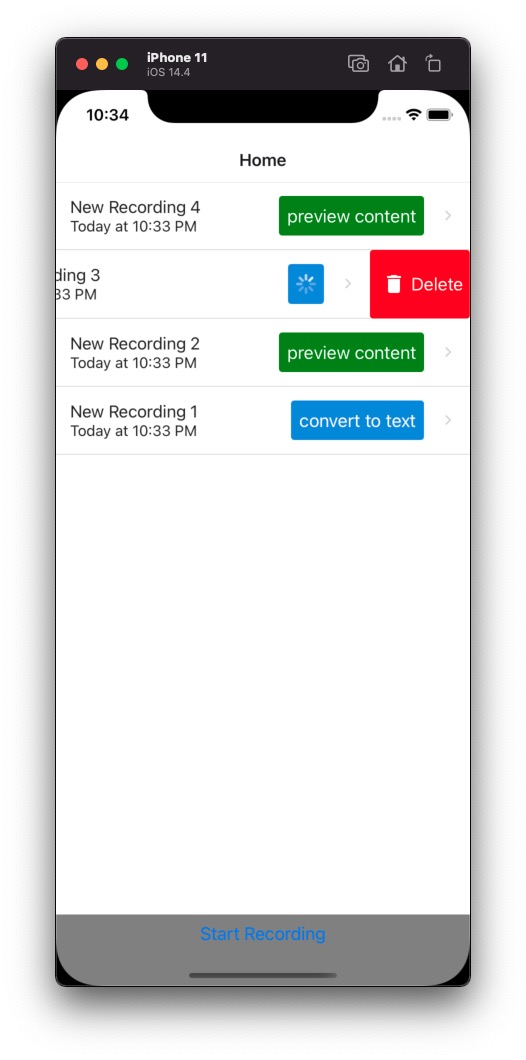 iPhone 11
iOS 14.4
10:34
Home
New Recording 4
Today at 10:33 PM
preview content
ding 3
33 PM
Delete
New Recording 2
Today at 10:33 PM
preview content
New Recording 1
Today at 10:33 PM
convert to text
Start Recording